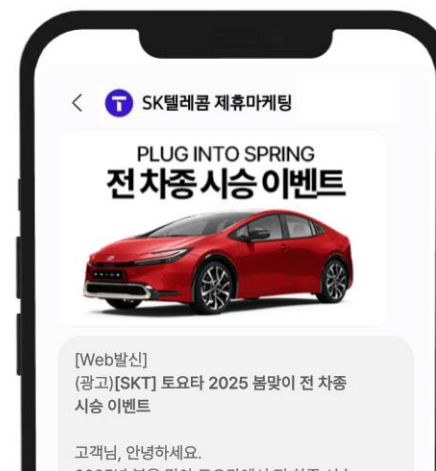 SK텔레콤 제휴마케팅
PLUG INTO SPRING
전 차종 시승 이벤트
PRIUS
[Web발신]
(광고)[SKT] 토요타 2025 봄맞이 전 차종
시승 이벤트
고객님, 안녕하세요.